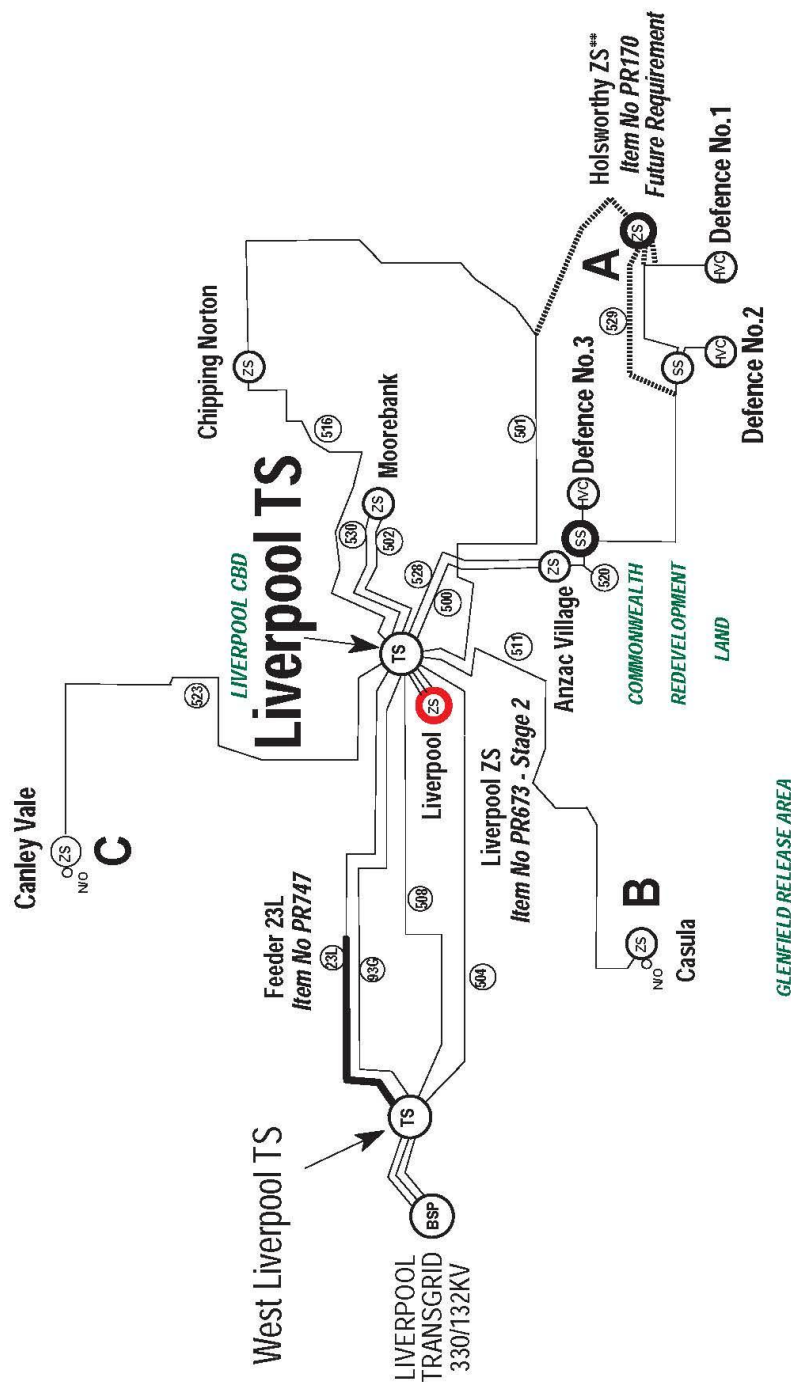 Canley Vale
ZS
N/O
C
523
LIVERPOOL CBD
Liverpool TS
Chipping Norton
ZS
516
Moorebank
ZS
530
502
528
500
TS
ZS
Liverpool
Feeder 23L
Item No PR747
23L
93G
508
504
West Liverpool TS
TS
BSP
LIVERPOOL
TRANSGRID
330/132KV
Liverpool ZS
Item No PR673 - Stage 2
511
501
Anzac Village
ZS
SS
520
HVC
Defence No.3
Holsworthy ZS**
Item No PR170
Future Requirement
A
ZS
529
SS
HVC
Defence No.1
HVC
Defence No.2
COMMONWEALTH
REDEVELOPMENT
LAND
B
ZS
N/O
Casula
GLENFIELD RELEASE AREA